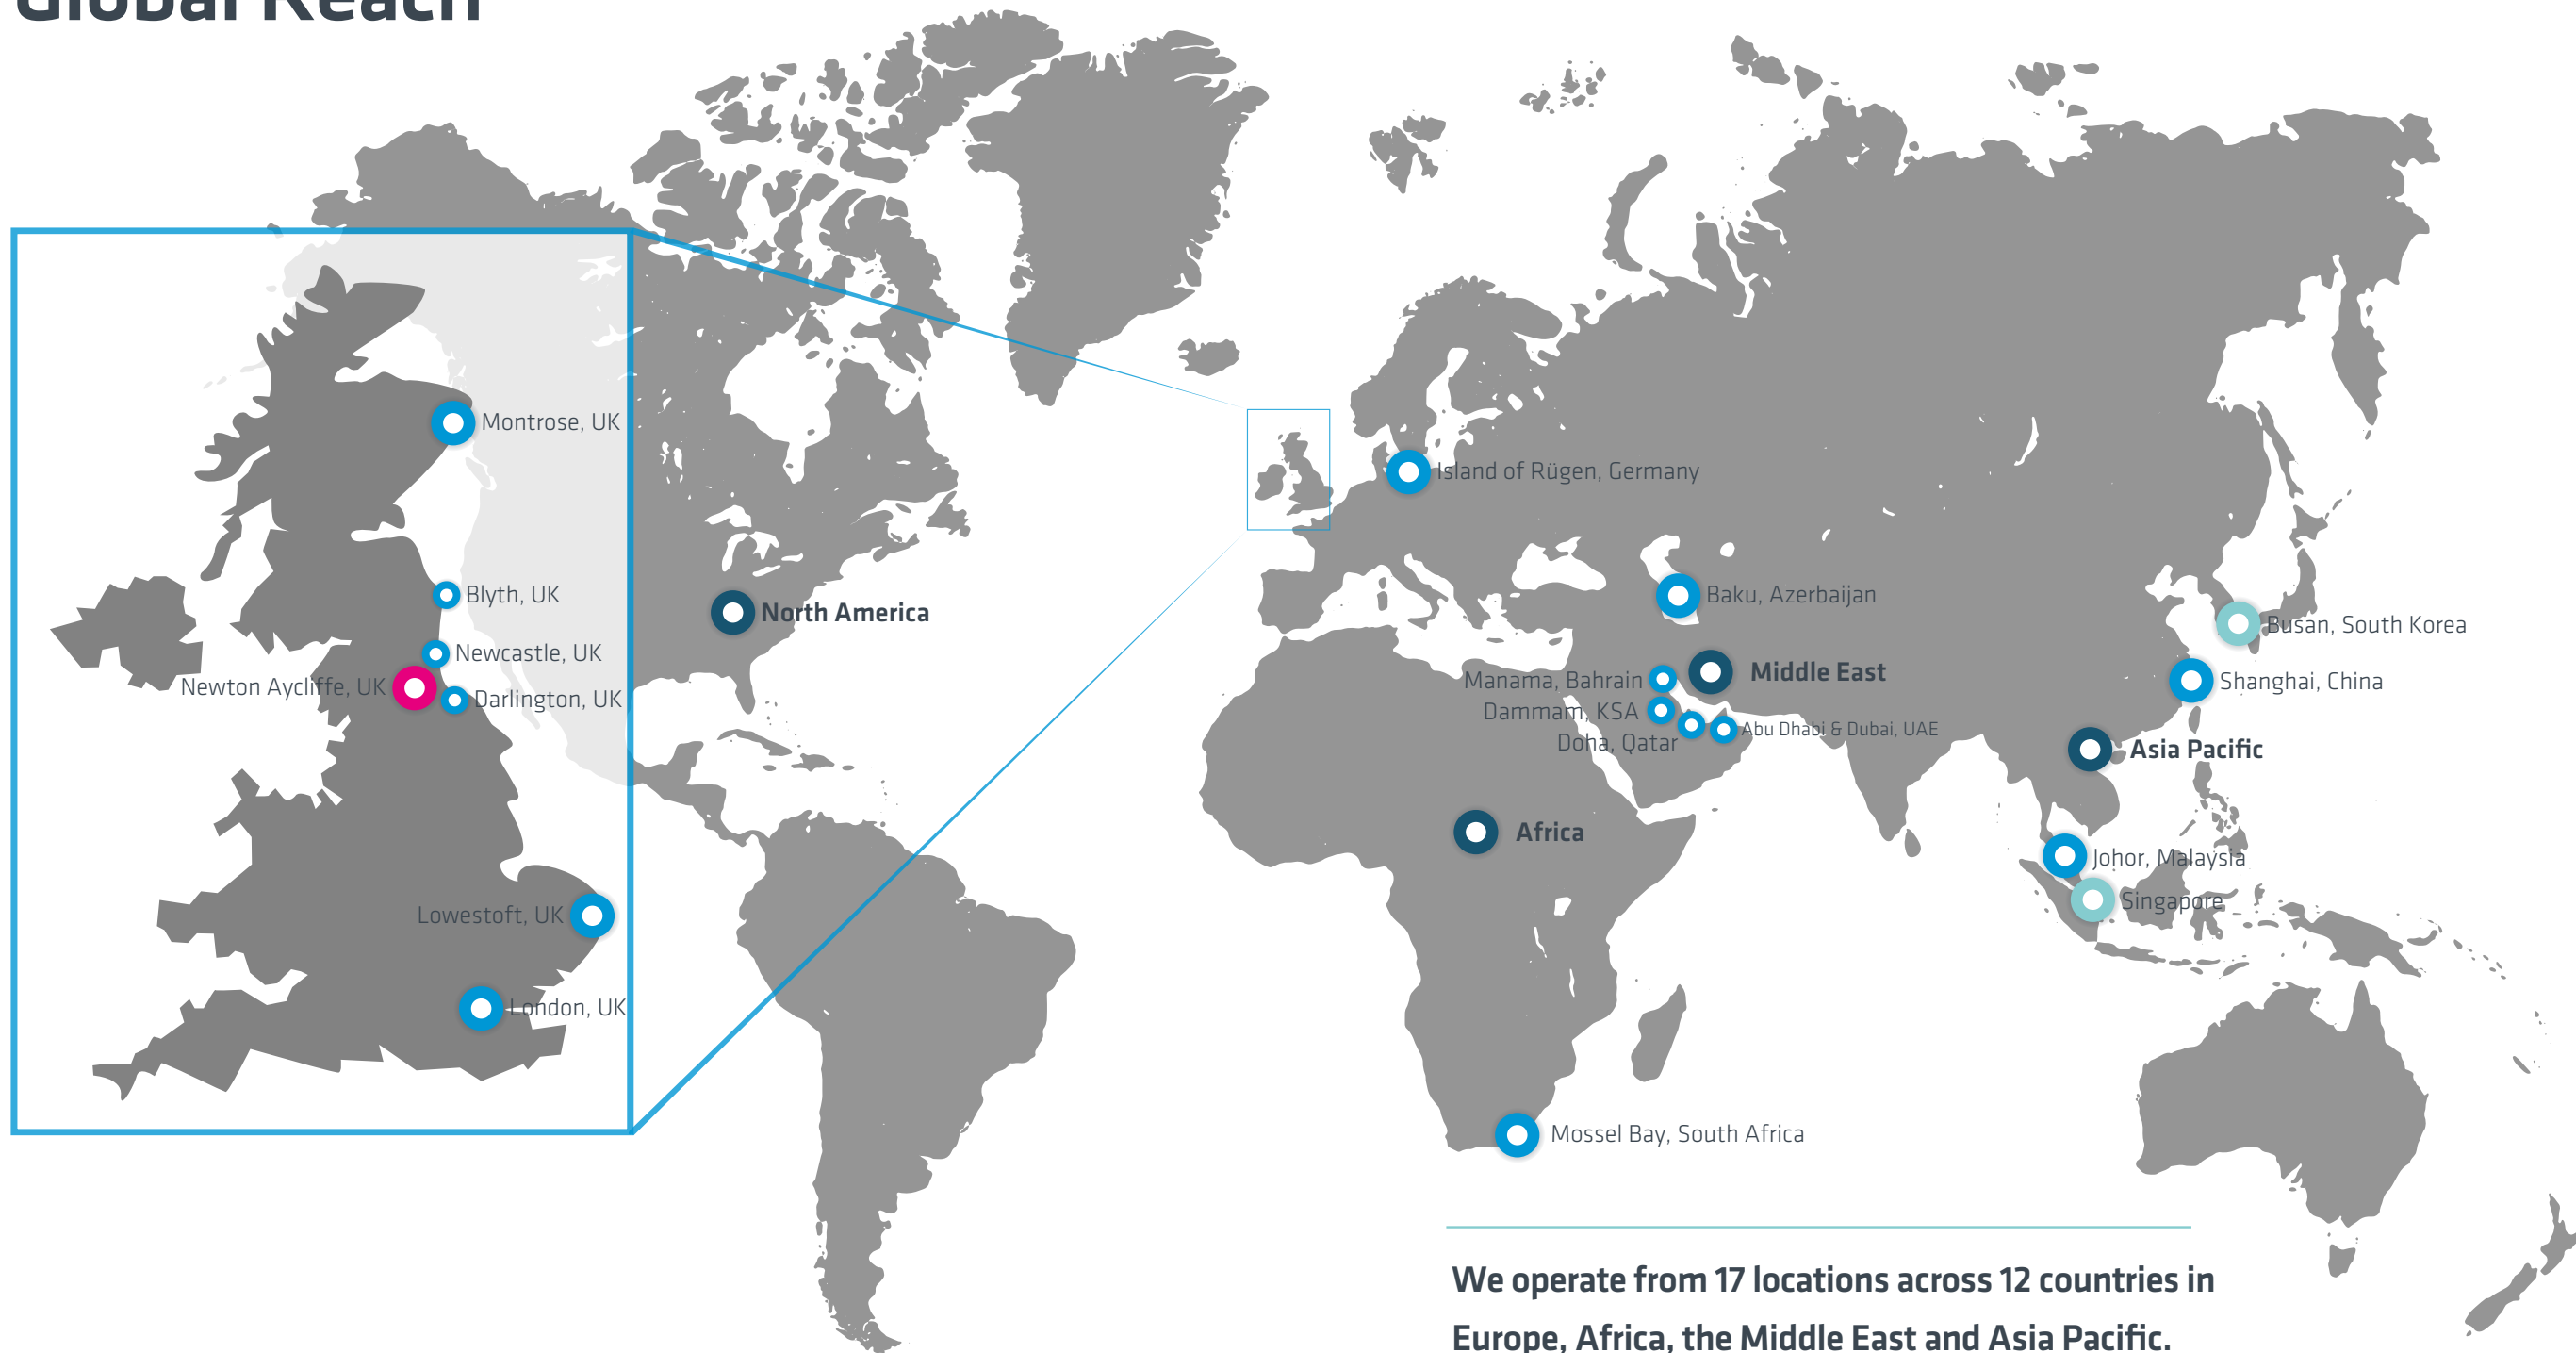 Global Reach
Montrose, UK
Island of Rügen, Germany
Blyth, UK
Baku, Azerbaijan
North America
Busan, South Korea
Newcastle, UK
Middle East
Manama, Bahrain
Shanghai, China
Newton Aycliffe, UK
Darlington, UK
Dammam, KSA
Abu Dhabi & Dubai, UAE
Doha, Qatar
Asia Pacific
Africa
Johor, Malaysia
Singapore
Lowestoft, UK
London, UK
Mossel Bay, South Africa
We operate from 17 locations across 12 countries in
Europe, Africa, the Middle East and Asia Pacific.